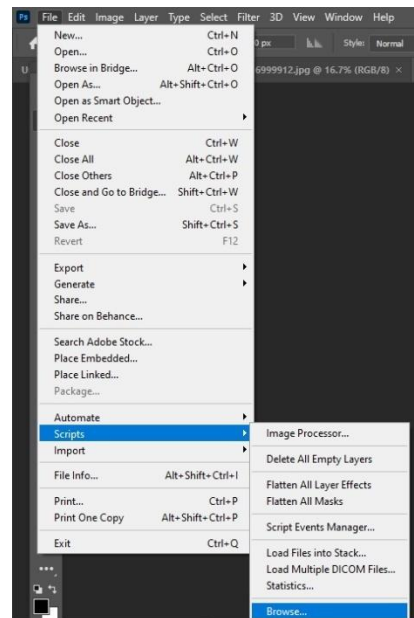 Ps File Edit Image Layer Type Select Filter 3D View Window Help
0 px Style: Normal
U 6999912.jpg @ 16.7% (RGB/8) ×
New... Ctrl+N
Open... Ctrl+O
Browse in Bridge... Alt+Ctrl+O
Open As... Alt+Shift+Ctrl+O
Open as Smart Object...
Open Recent
Close Ctrl+W
Close All Alt+Ctrl+W
Close Others Alt+Ctrl+P
Close and Go to Bridge... Shift+Ctrl+W
Save Ctrl+S
Save As... Shift+Ctrl+S
Revert F12
Export
Generate
Share...
Share on Behance...
Search Adobe Stock...
Place Embedded...
Place Linked...
Package...
Automate
Scripts
Import
File Info... Alt+Shift+Ctrl+I
Print... Ctrl+P
Print One Copy Alt+Shift+Ctrl+P
Exit Ctrl+Q
Image Processor...
Delete All Empty Layers
Flatten All Layer Effects
Flatten All Masks
Script Events Manager...
Load Files into Stack...
Load Multiple DICOM Files...
Statistics...
Browse...